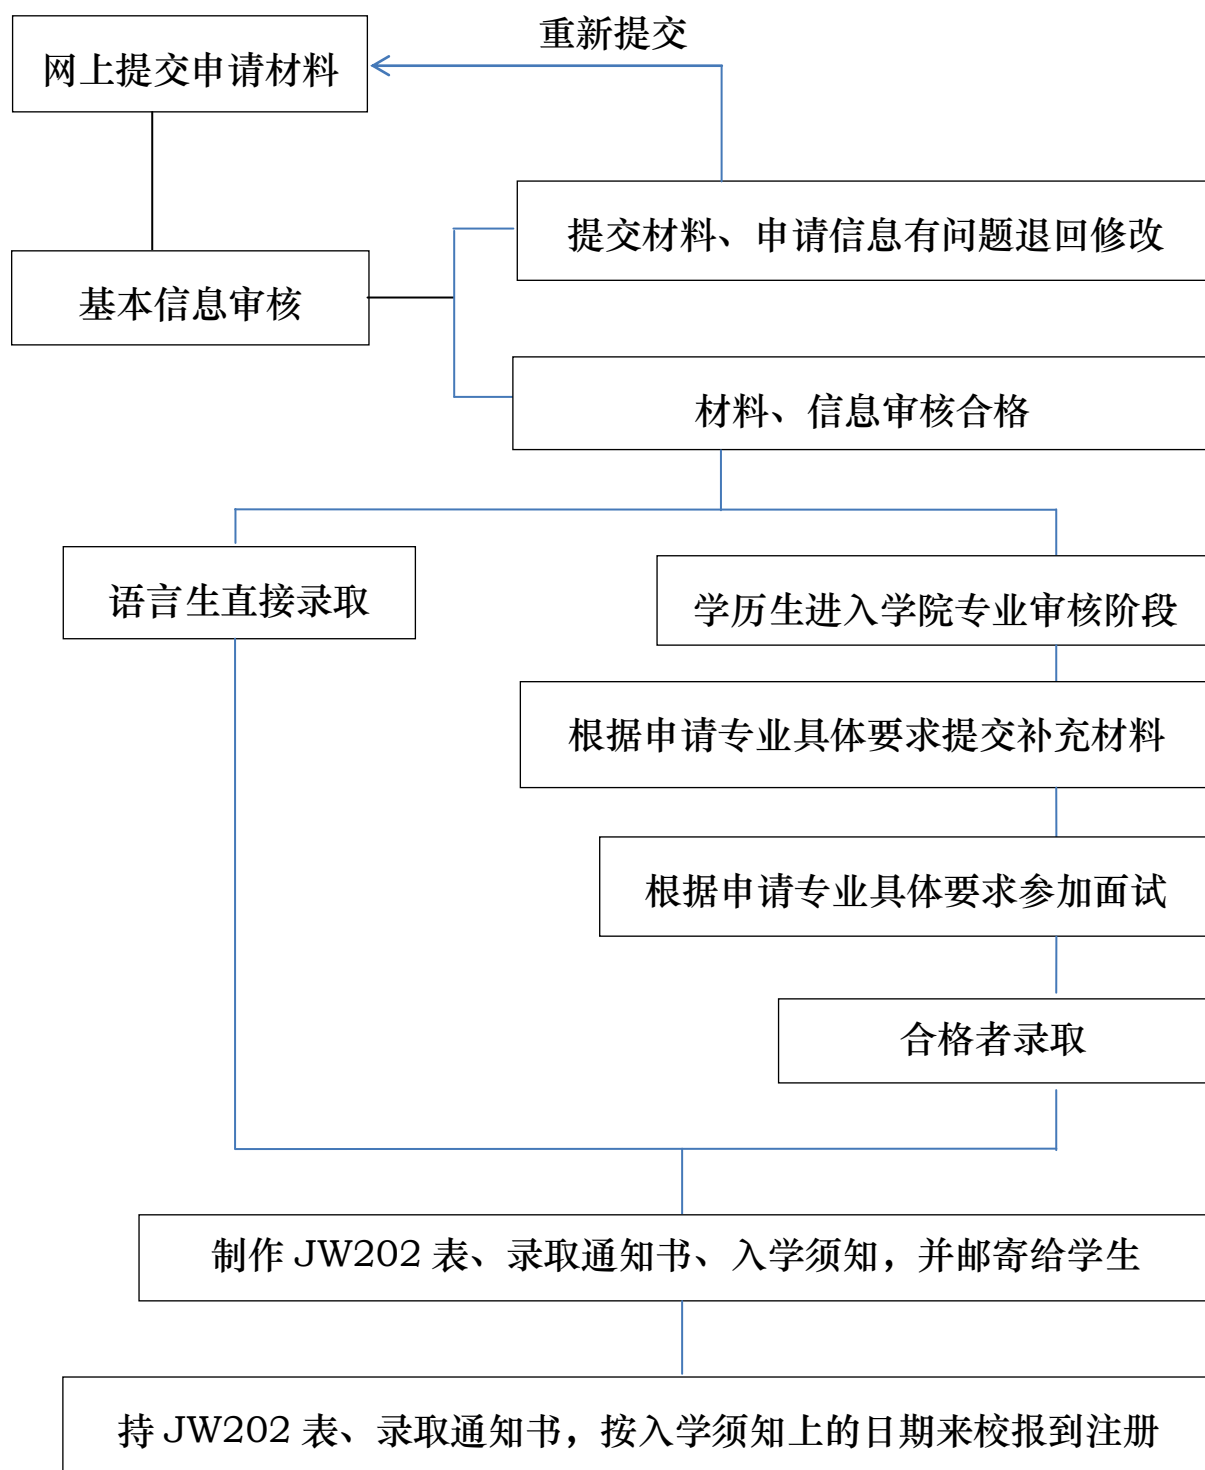 重新提交
网上提交申请材料
提交材料、申请信息有问题退回修改
基本信息审核
材料、信息审核合格
语言生直接录取
学历生进入学院专业审核阶段
根据申请专业具体要求提交补充材料
根据申请专业具体要求参加面试
合格者录取
制作 JW202 表、录取通知书、入学须知，并邮寄给学生
持 JW202 表、录取通知书，按入学须知上的日期来校报到注册